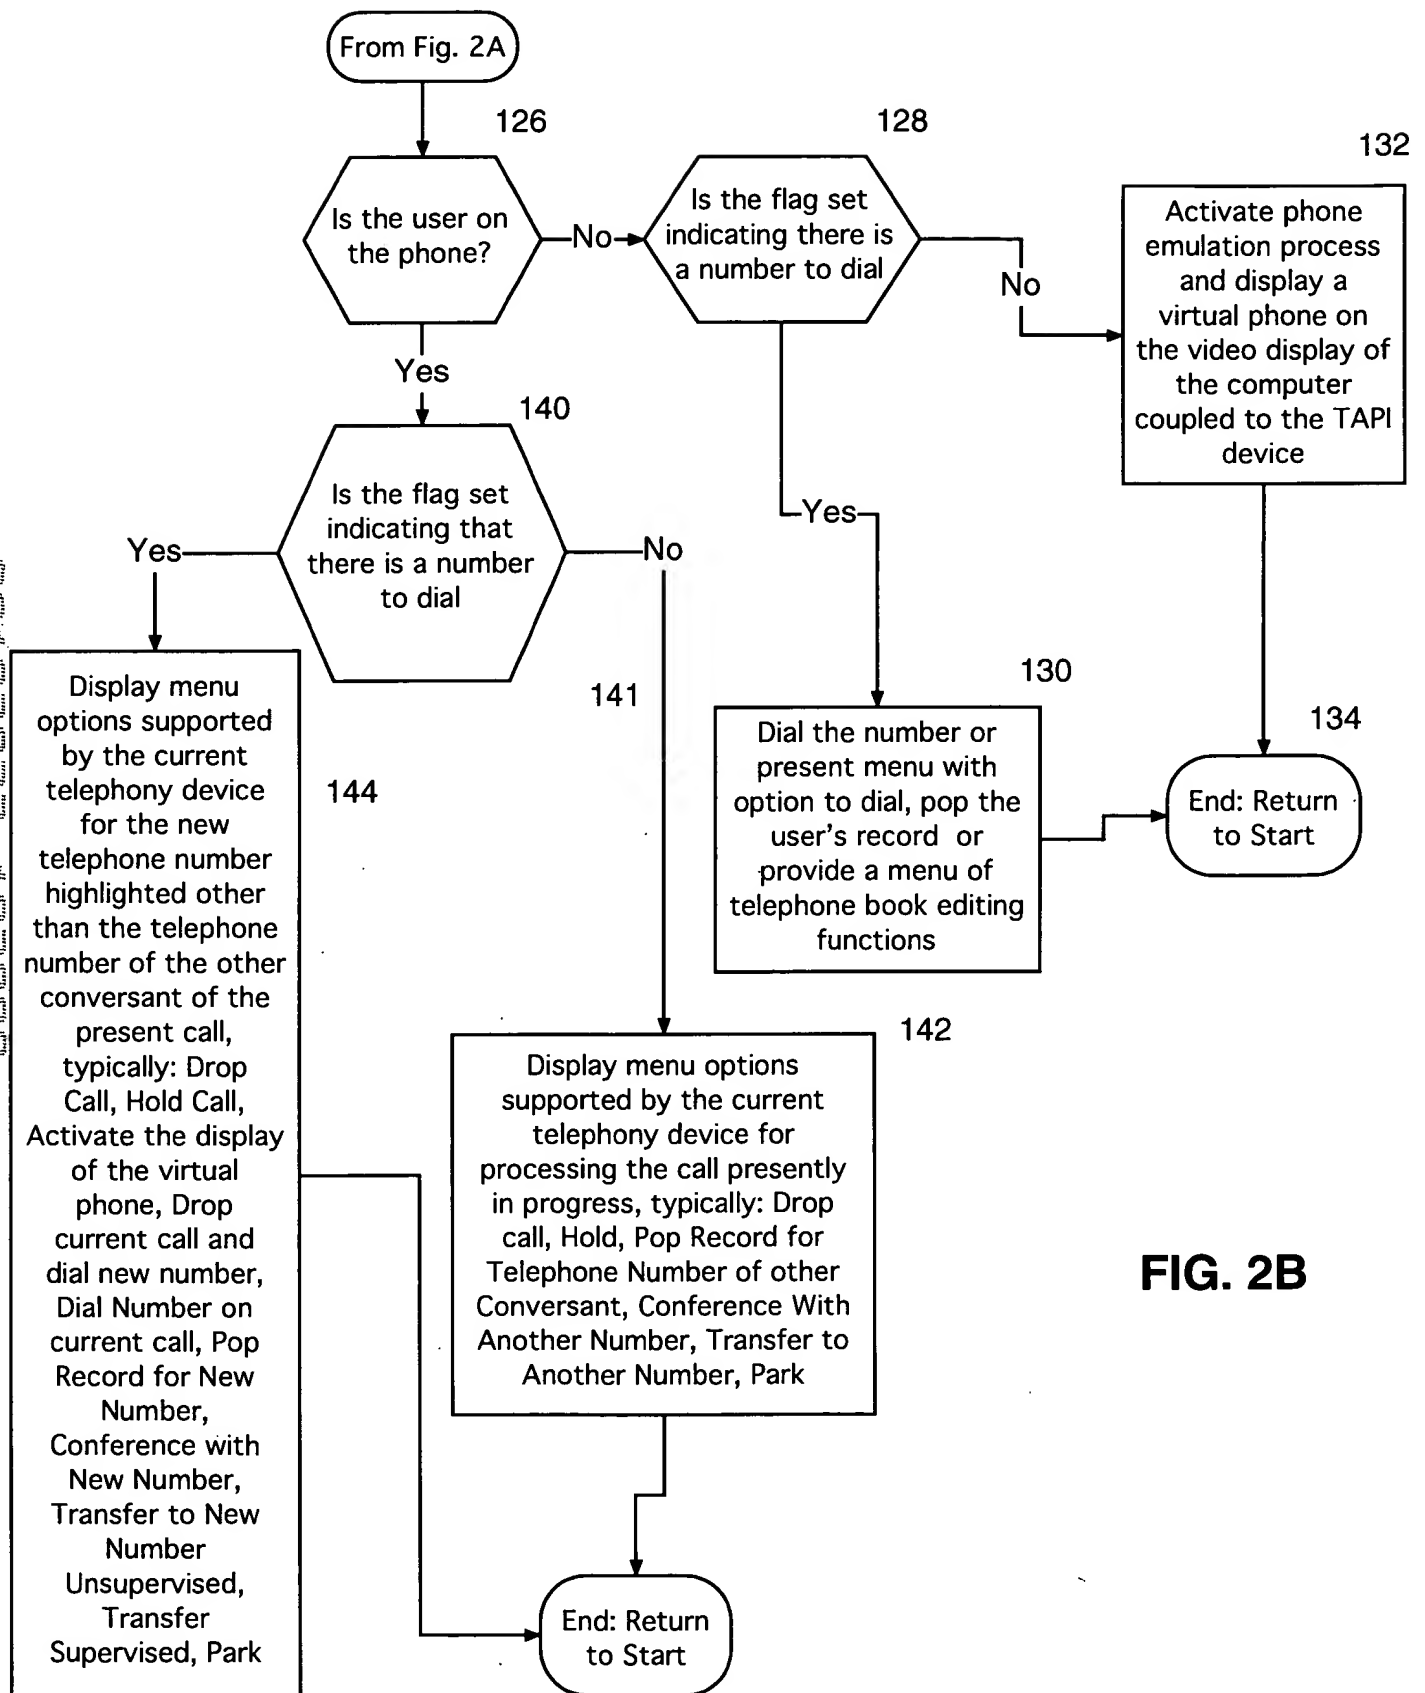 From Fig. 2A
126
128
132
Is the user on
the phone?
No
Is the flag set
indicating there is
a number to dial
No
Activate phone
emulation process
and display a
virtual phone on
the video display of
the computer
coupled to the TAPI
device
Yes
140
Is the flag set
indicating that
there is a number
to dial
Yes
No
Yes
141
130
134
Display menu
options supported
by the current
telephony device
for the new
telephone number
highlighted other
than the telephone
number of the other
conversant of the
present call,
typically: Drop
Call, Hold Call,
Activate the display
of the virtual
phone, Drop
current call and
dial new number,
Dial Number on
current call, Pop
Record for New
Number,
Conference with
New Number,
Transfer to New
Number
Unsupervised,
Transfer
Supervised, Park
144
Dial the number or
present menu with
option to dial, pop the
user's record or
provide a menu of
telephone book editing
functions
End: Return
to Start
142
Display menu options
supported by the current
telephony device for
processing the call presently
in progress, typically: Drop
call, Hold, Pop Record for
Telephone Number of other
Conversant, Conference With
Another Number, Transfer to
Another Number, Park
FIG. 2B
End: Return
to Start